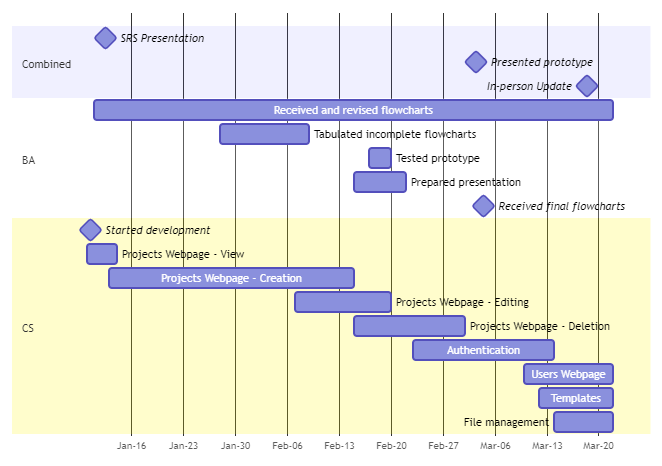 SRS Presentation
Combined
Presented prototype
In-person Update
Received and revised flowcharts
Tabulated incomplete flowcharts
BA
Tested prototype
Prepared presentation
Received final flowcharts
Started development
Projects Webpage - View
Projects Webpage - Creation
Projects Webpage - Editing
CS
Projects Webpage - Deletion
Authentication
Users Webpage
Templates
File management
Jan-16 Jan-23 Jan-30 Feb-06 Feb-13 Feb-20 Feb-27 Mar-06 Mar-13 Mar-20